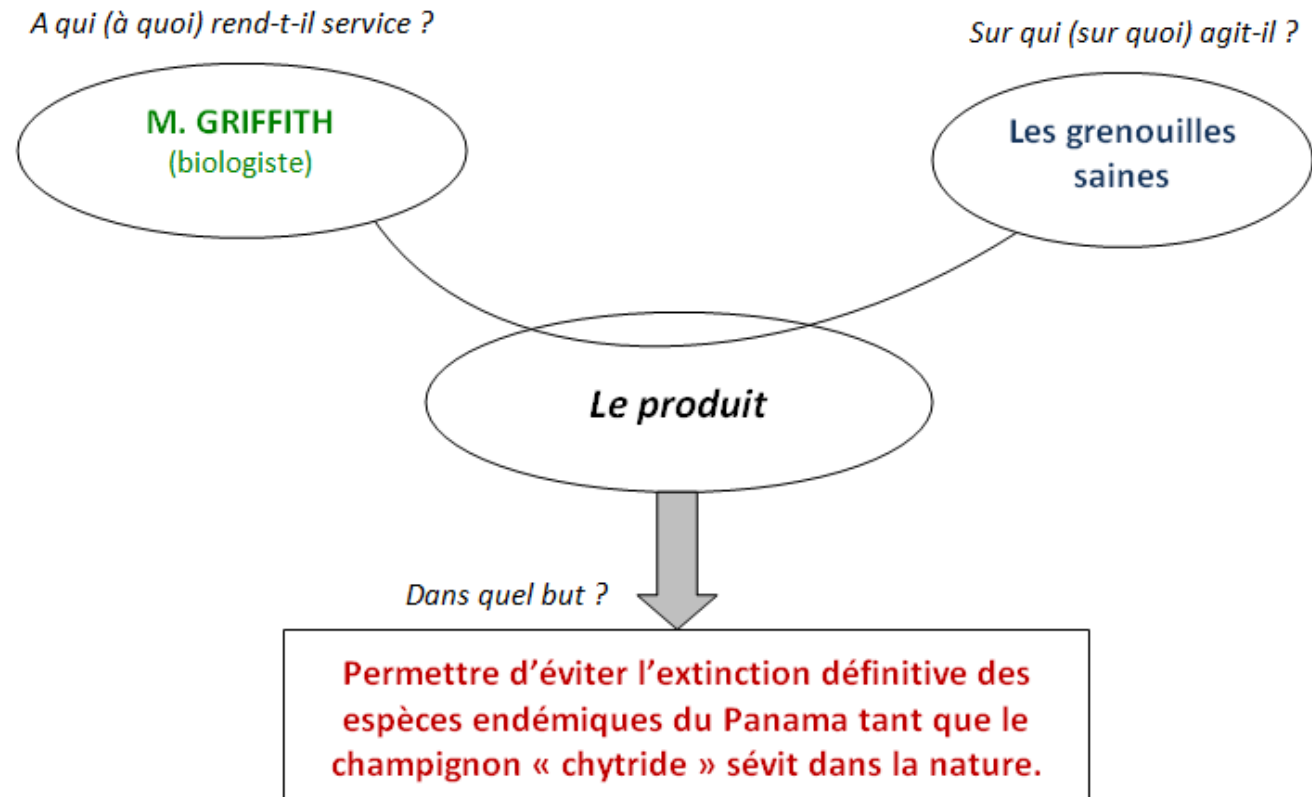 A qui (à quoi) rend-t-il service ?
Sur qui (sur quoi) agit-il ?
M. GRIFFITH
(biologiste)
Les grenouilles
saines
Le produit
Dans quel but ?
Permettre d’éviter l’extinction définitive des
espèces endémiques du Panama tant que le
champignon « chytride » sévit dans la nature.